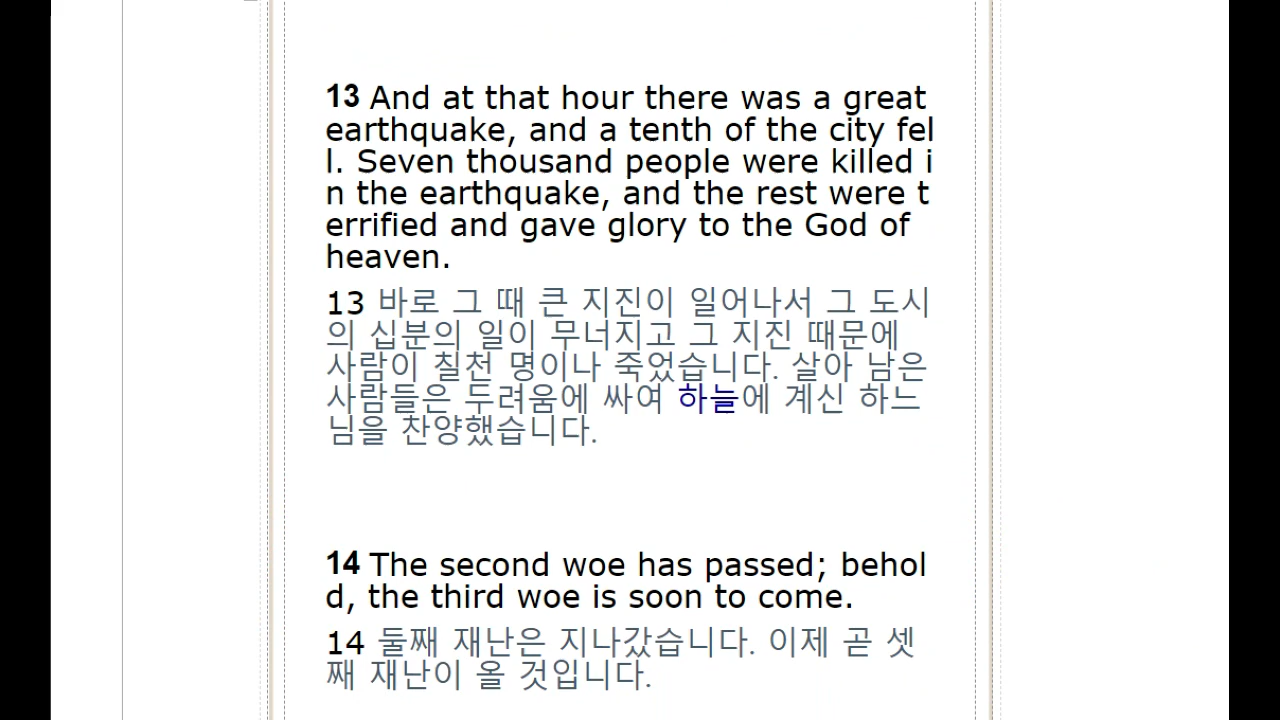 13 And at that hour there was a great
earthquake, and a tenth of the city fel
l. Seven thousand people were killed i
n the earthquake, and the rest were t
errified and gave glory to the God of
heaven.
13 바로 그 때 큰 지진이 일어나서 그 도시
의 십분의 일이 무너지고 그 지진 때문에
사람이 칠천 명이나 죽었습니다. 살아 남은
사람들은 두려움에 싸여 하늘에 계신 하느
님을 찬양했습니다.
14 The second woe has passed; behol
d, the third woe is soon to come.
14 둘째 재난은 지나갔습니다. 이제 곧 셋
째 재난이 올 것입니다.